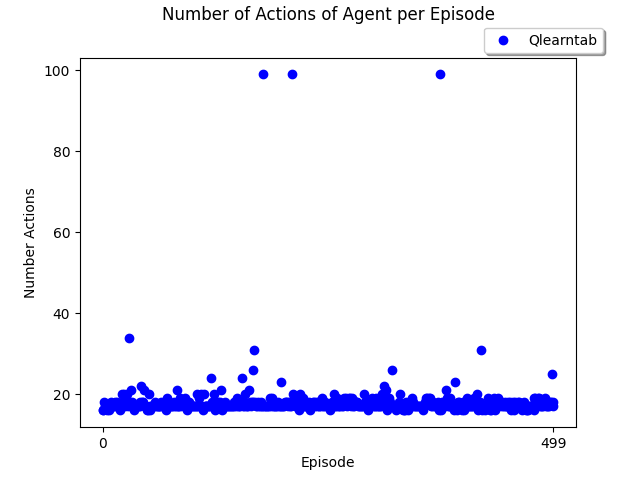 Number of Actions of Agent per Episode
Qlearntab
100
80
60
40
20
Number Actions
0
499
Episode